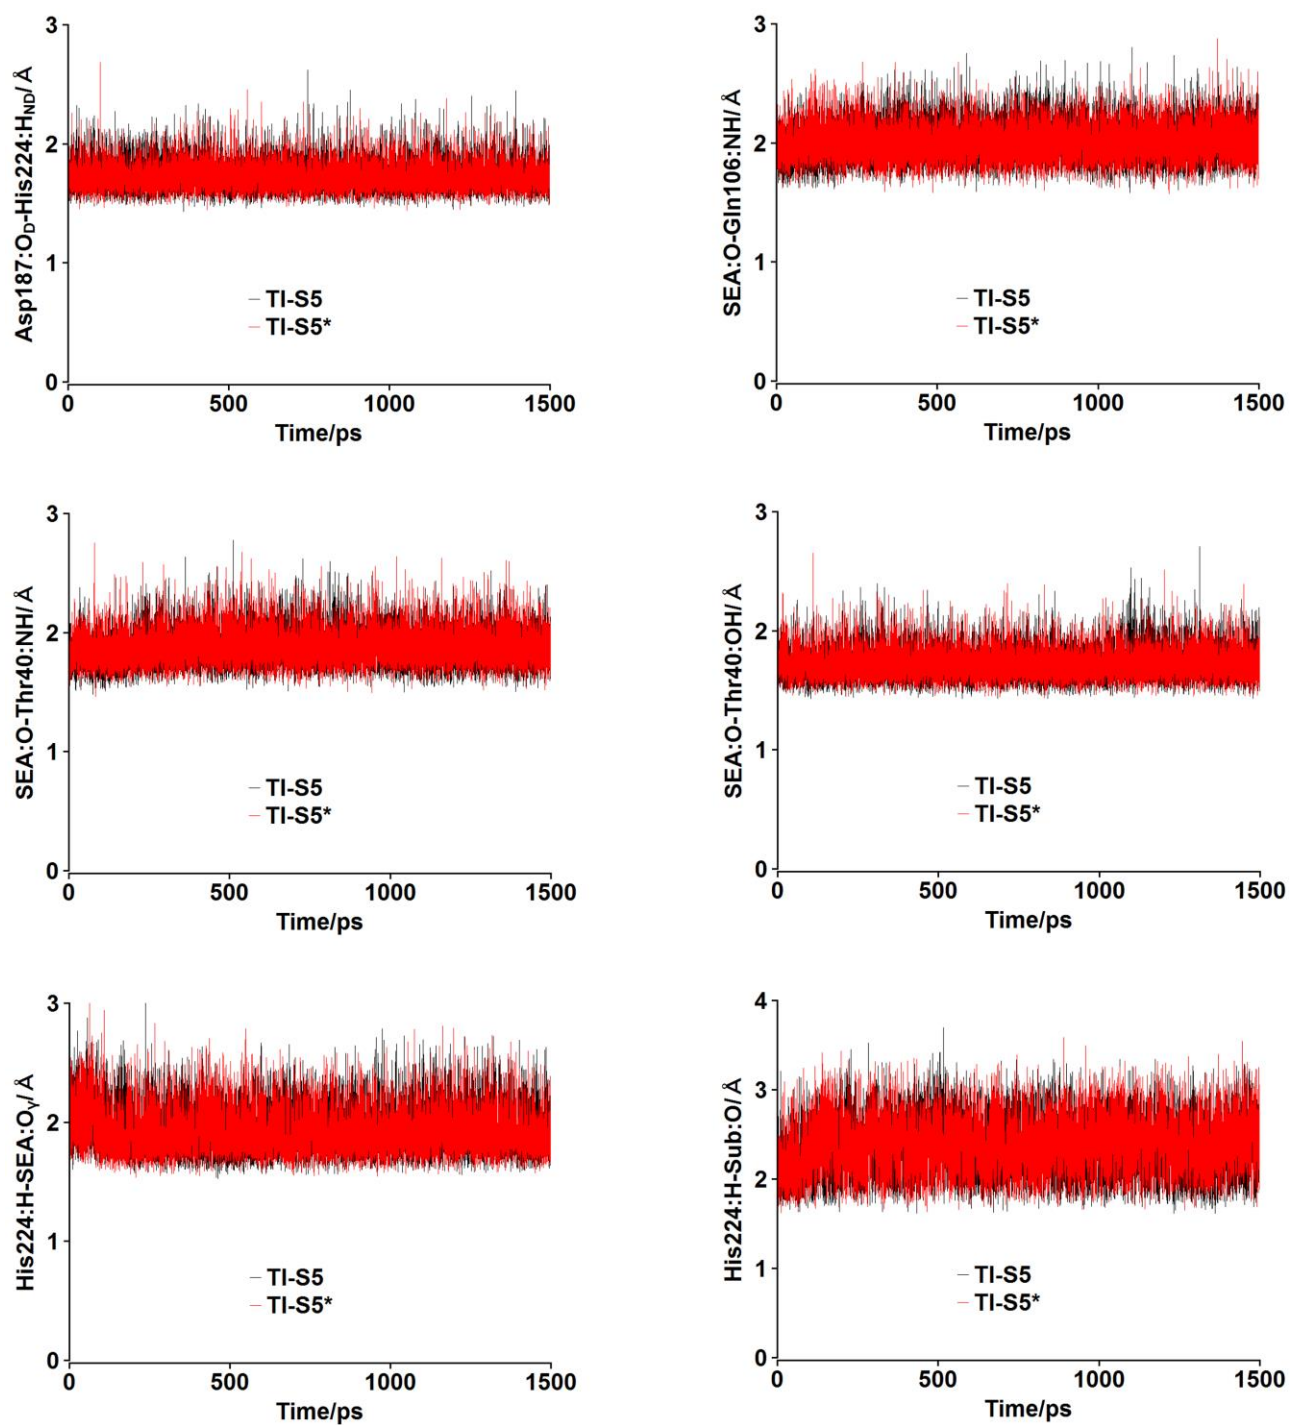 Asp187:O_D-His224:H_ND/ Å
3
2
1
0
0 500 1000 1500
Time/ps
— TI-S5
— TI-S5*
SEA:O-Gln106:NH/ Å
3
2
1
0
0 500 1000 1500
Time/ps
— TI-S5
— TI-S5*
SEA:O-Thr40:NH/ Å
3
2
1
0
0 500 1000 1500
Time/ps
— TI-S5
— TI-S5*
SEA:O-Thr40:OH/ Å
3
2
1
0
0 500 1000 1500
Time/ps
— TI-S5
— TI-S5*
His224:H-SEA:Oᵧ/ Å
3
2
1
0
0 500 1000 1500
Time/ps
— TI-S5
— TI-S5*
His224:H-Sub:O/ Å
4
3
2
1
0
0 500 1000 1500
Time/ps
— TI-S5
— TI-S5*